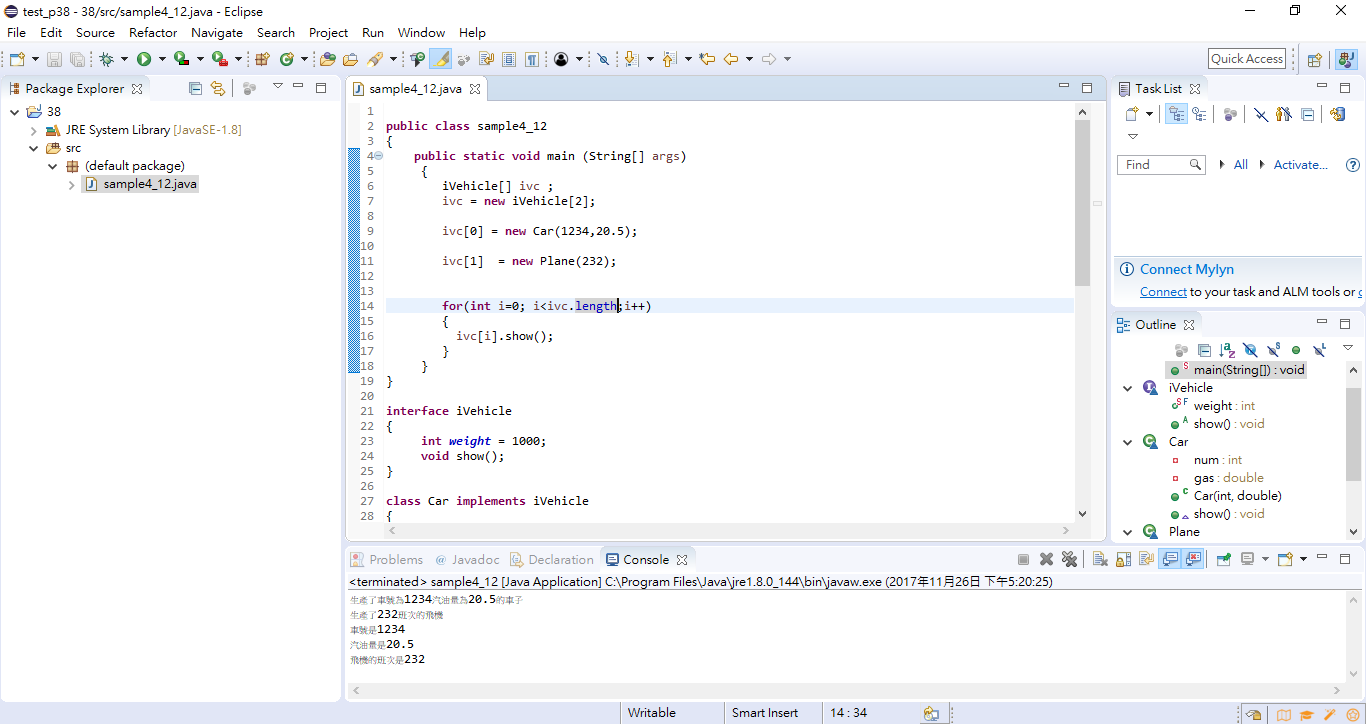 test_p38 - 38/src/sample4_12.java - Eclipse
File Edit Source Refactor Navigate Search Project Run Window Help
Quick Access
Package Explorer
38
JRE System Library [JavaSE-1.8]
src
(default package)
sample4_12.java
sample4_12.java
1
2 public class sample4_12
3 {
4 public static void main (String[] args)
5 {
6 iVehicle[] ivc ;
7 ivc = new iVehicle[2];
8
9 ivc[0] = new Car(1234,20.5);
10
11 ivc[1]  = new Plane(232);
12
13
14 for(int i=0; i<ivc.length;i++)
15 {
16 ivc[i].show();
17 }
18 }
19 }
20
21 interface iVehicle
22 {
23 int weight = 1000;
24 void show();
25 }
26
27 class Car implements iVehicle
28 {
Task List
Find
All
Activate...
Connect Mylyn
Connect to your task and ALM tools or
Outline
main(String[]) : void
iVehicle
weight : int
show() : void
Car
num : int
gas : double
Car(int, double)
show() : void
Plane
Problems @ Javadoc Declaration Console
<terminated> sample4_12 [Java Application] C:\Program Files\Java\jre1.8.0_144\bin\javaw.exe (2017年11月26日 下午5:20:25)
生產了車號為1234汽油量為20.5的車子
生產了232班次的飛機
車號是1234
汽油量是20.5
飛機的班次是232
Writable
Smart Insert
14 : 34